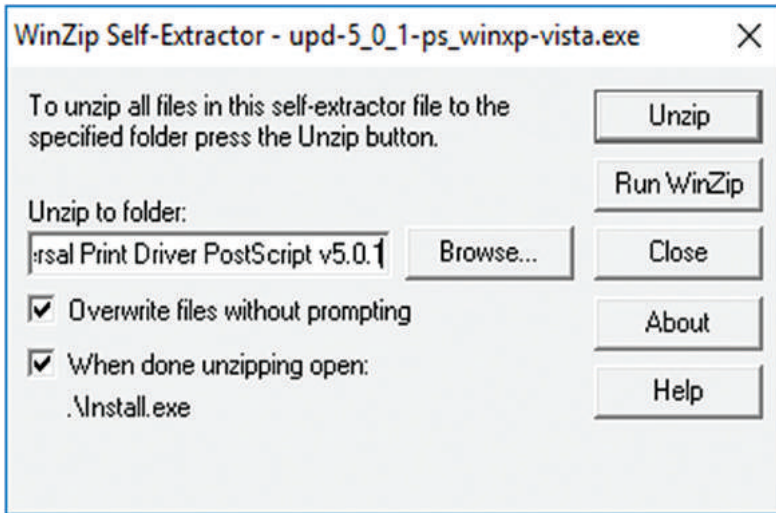 WinZip Self-Extractor - upd-5_0_1-ps_winxp-vista.exe
To unzip all files in this self-extractor file to the
specified folder press the Unzip button.
Unzip to folder:
ersal Print Driver PostScript v5.0.1
Browse...
Overwrite files without prompting
When done unzipping open:
.\Install.exe
Unzip
Run WinZip
Close
About
Help